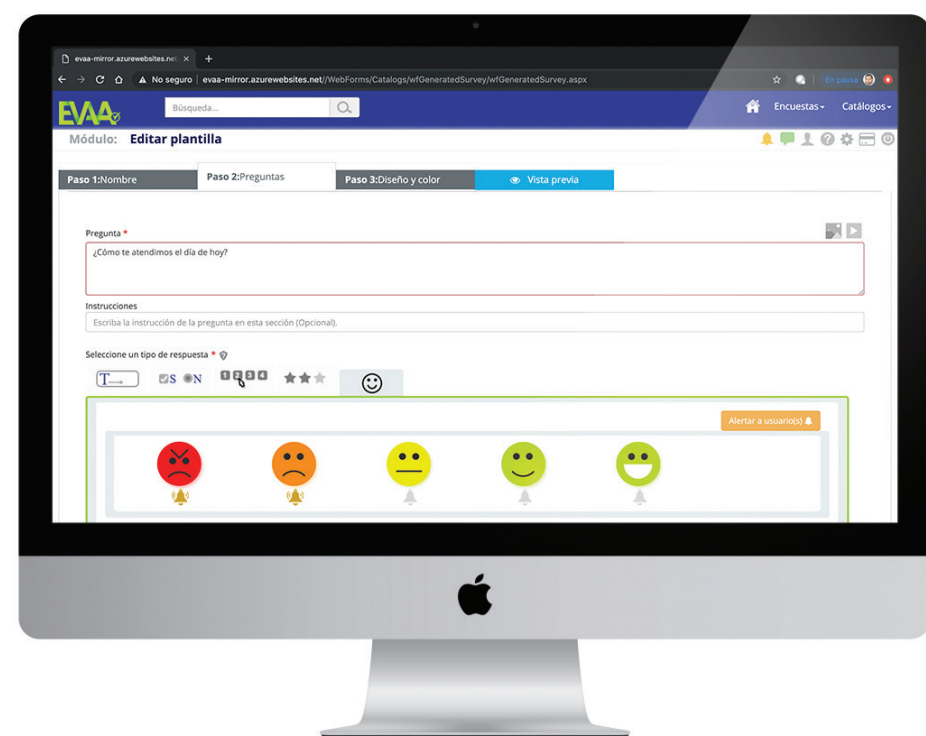 evaa-mirror.azurewebsites.net
No seguro | evaa-mirror.azurewebsites.net//WebForms/Catalogs/wfGeneratedSurvey/wfGeneratedSurvey.aspx
En pausa
EVAA
Búsqueda...
Encuestas
Catálogos
Módulo: Editar plantilla
Paso 1:Nombre
Paso 2:Preguntas
Paso 3:Diseño y color
Vista previa
Pregunta *
¿Cómo te atendimos el día de hoy?
Instrucciones
Escriba la instrucción de la pregunta en esta sección (Opcional).
Seleccione un tipo de respuesta *
T
S N
1 2 3 4
Alertar a usuario(s)